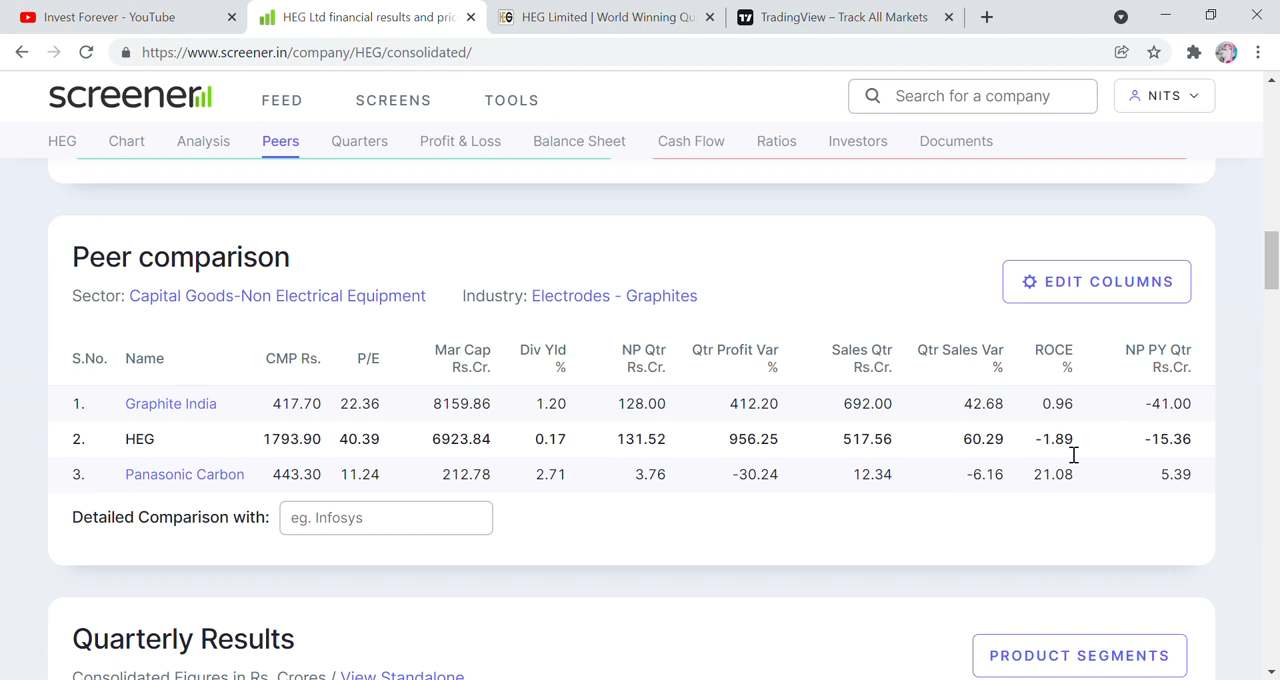 Invest Forever - YouTube
HEG Ltd financial results and pric
HEG Limited | World Winning Qu
TradingView – Track All Markets
https://www.screener.in/company/HEG/consolidated/
screener
FEED
SCREENS
TOOLS
Search for a company
NITS
HEG
Chart
Analysis
Peers
Quarters
Profit & Loss
Balance Sheet
Cash Flow
Ratios
Investors
Documents
Peer comparison
Sector: Capital Goods-Non Electrical Equipment Industry: Electrodes - Graphites
EDIT COLUMNS
S.No. Name CMP Rs. P/E Mar Cap Rs.Cr. Div Yld % NP Qtr Rs.Cr. Qtr Profit Var % Sales Qtr Rs.Cr. Qtr Sales Var % ROCE % NP PY Qtr Rs.Cr.
1. Graphite India 417.70 22.36 8159.86 1.20 128.00 412.20 692.00 42.68 0.96 -41.00
2. HEG 1793.90 40.39 6923.84 0.17 131.52 956.25 517.56 60.29 -1.89 -15.36
3. Panasonic Carbon 443.30 11.24 212.78 2.71 3.76 -30.24 12.34 -6.16 21.08 5.39
Detailed Comparison with: eg. Infosys
Quarterly Results
PRODUCT SEGMENTS
Consolidated Figures in Rs. Crores / View Standalone